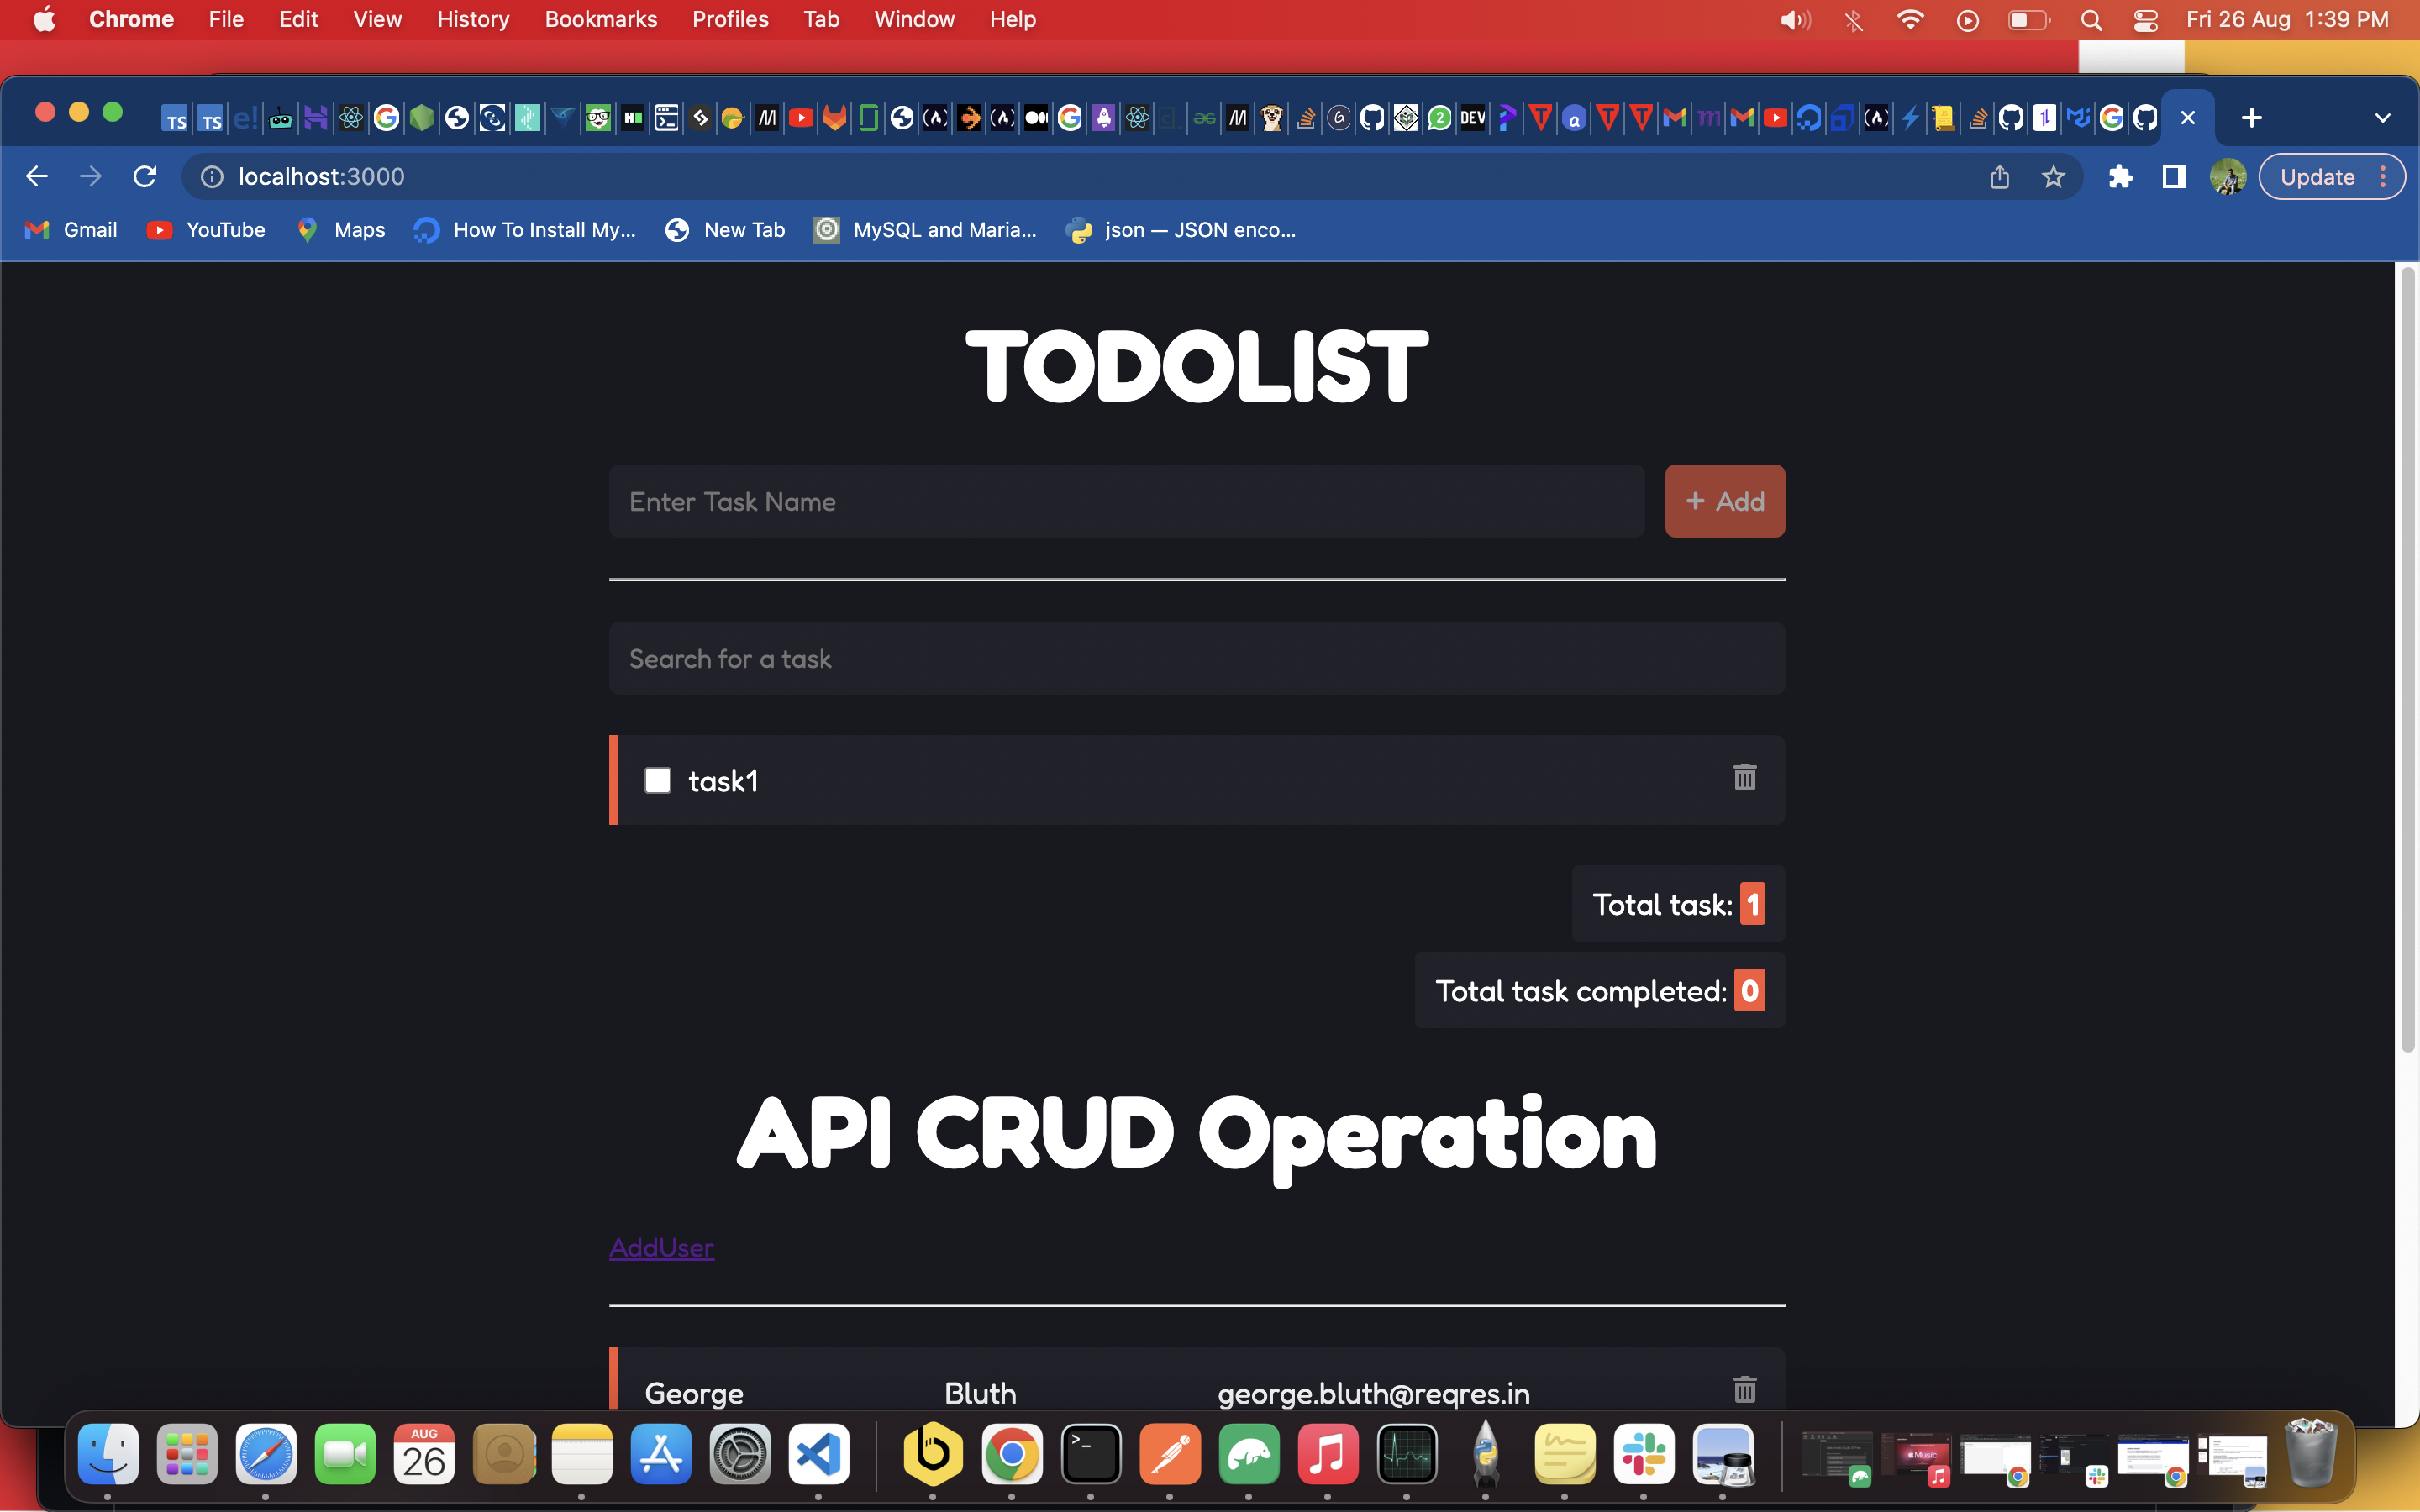 Chrome File Edit View History Bookmarks Profiles Tab Window Help Fri 26 Aug 1:39 PM
localhost:3000 Update
Gmail YouTube Maps How To Install My... New Tab MySQL and Maria... json — JSON enco...
TODOLIST
Enter Task Name + Add
Search for a task
task1
Total task: 1
Total task completed: 0
API CRUD Operation
AddUser
George Bluth george.bluth@reqres.in
AUG
26